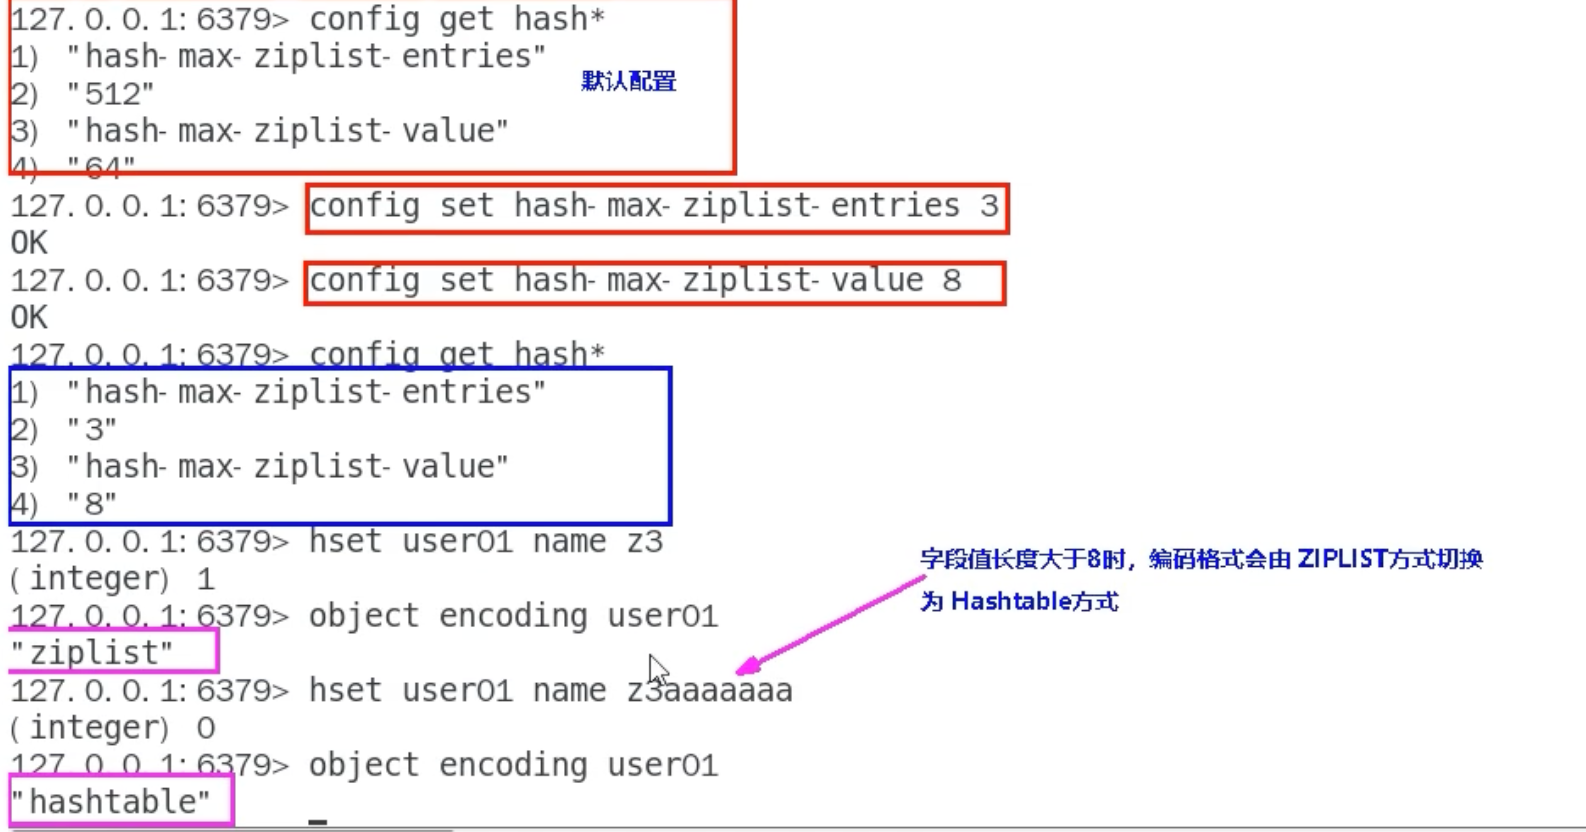 127.0.0.1:6379> config get hash*
1) "hash-max-ziplist-entries"
默认配置
2) "512"
3) "hash-max-ziplist-value"
4) "64"
127.0.0.1:6379> config set hash-max-ziplist-entries 3
OK
127.0.0.1:6379> config set hash-max-ziplist-value 8
OK
127.0.0.1:6379> config get hash*
1) "hash-max-ziplist-entries"
2) "3"
3) "hash-max-ziplist-value"
4) "8"
127.0.0.1:6379> hset user01 name z3
(integer) 1
字段值长度大于8时，编码格式会由 ZIPLIST方式切换
为 Hashtable方式
127.0.0.1:6379> object encoding user01
"ziplist"
127.0.0.1:6379> hset user01 name z3aaaaaaa
(integer) 0
127.0.0.1:6379> object encoding user01
"hashtable"